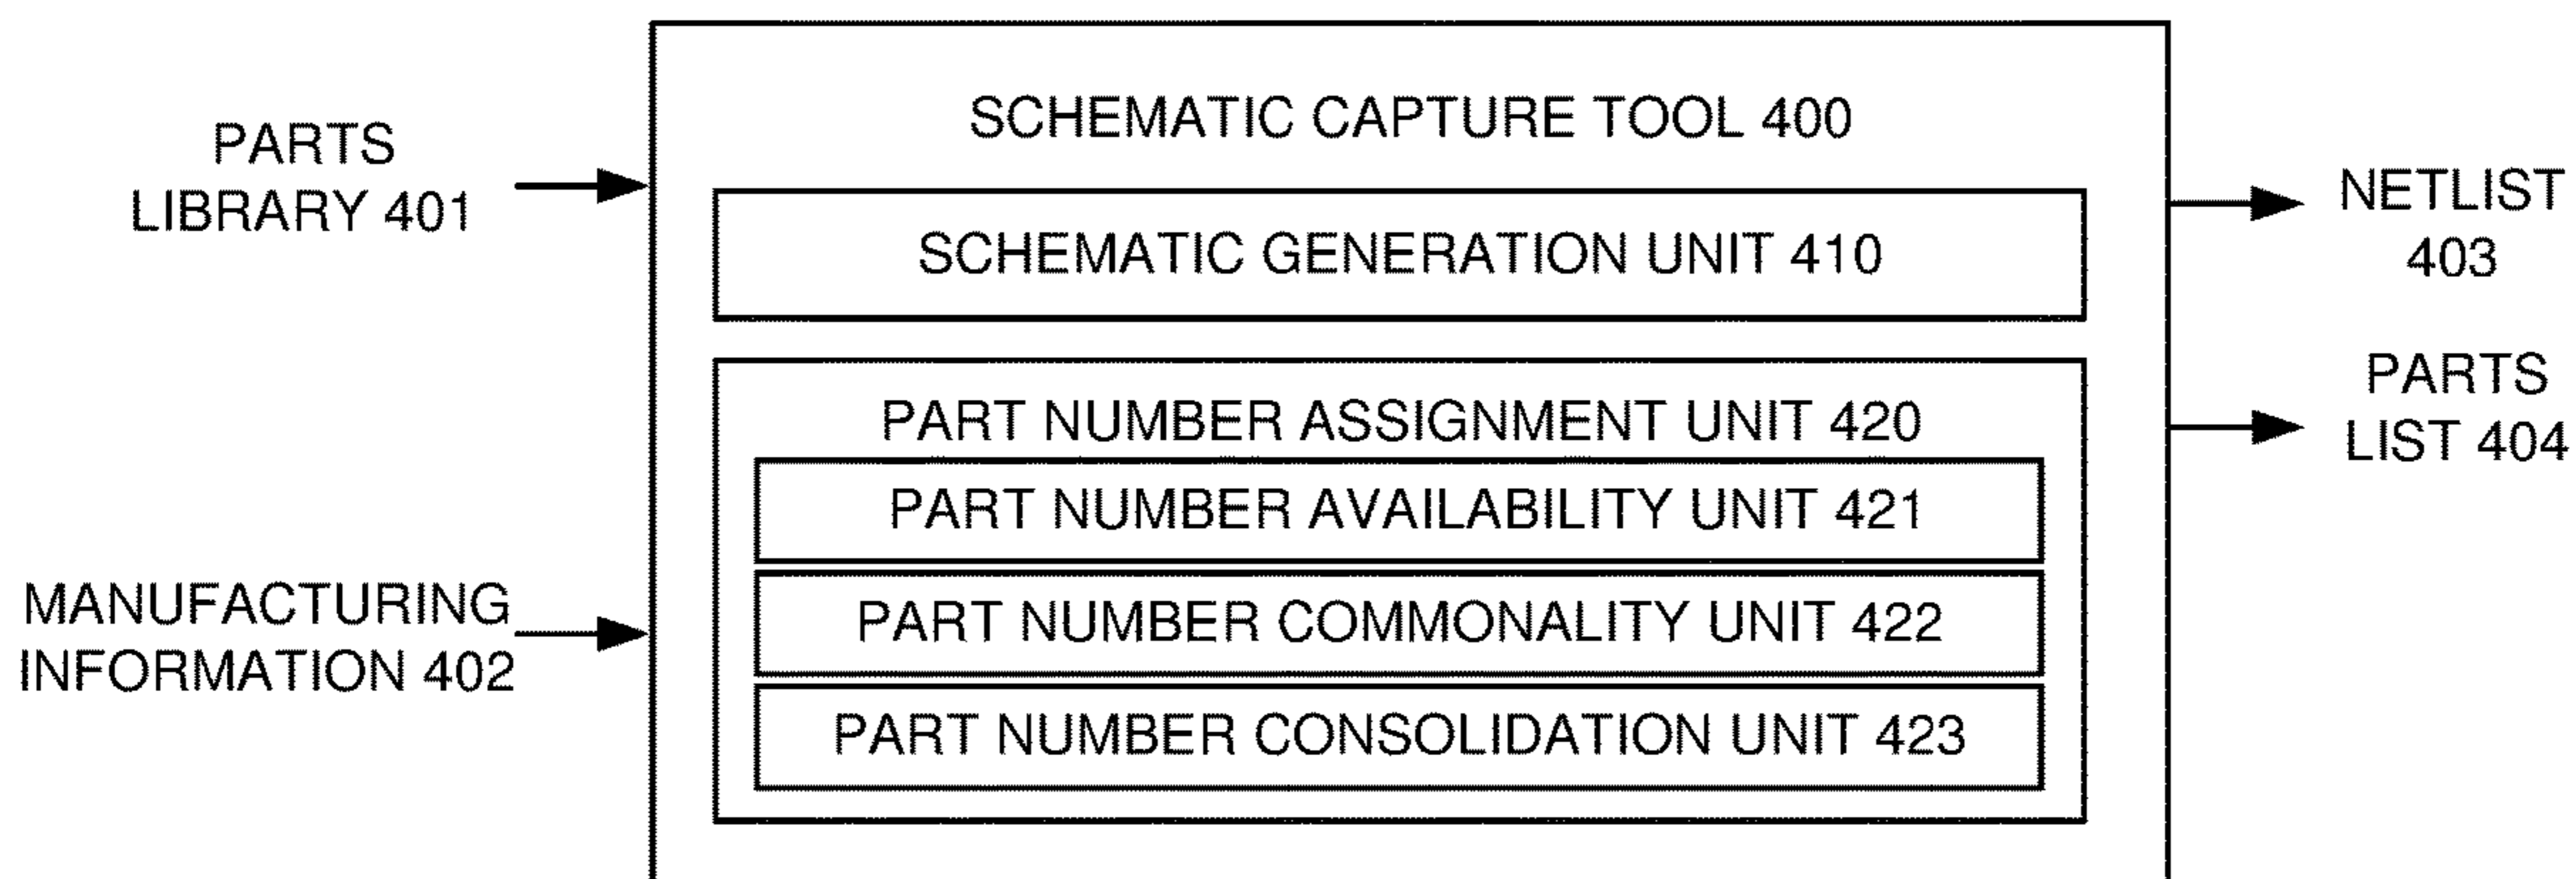 PARTS
LIBRARY 401
MANUFACTURING
INFORMATION 402
SCHEMATIC CAPTURE TOOL 400
SCHEMATIC GENERATION UNIT 410
PART NUMBER ASSIGNMENT UNIT 420
PART NUMBER AVAILABILITY UNIT 421
PART NUMBER COMMONALITY UNIT 422
PART NUMBER CONSOLIDATION UNIT 423
NETLIST
403
PARTS
LIST 404